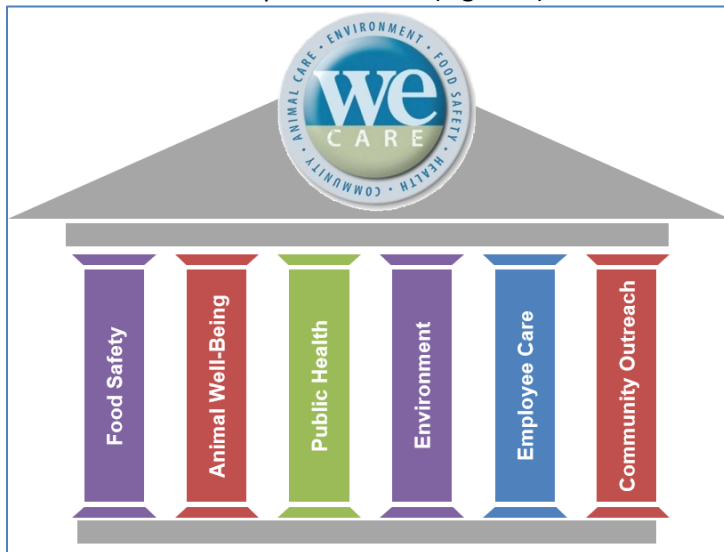 ANIMAL CARE · ENVIRONMENT · FOOD SAFETY · HEALTH · COMMUNITY ·
we
CARE
Food Safety
Animal Well-Being
Public Health
Environment
Employee Care
Community Outreach